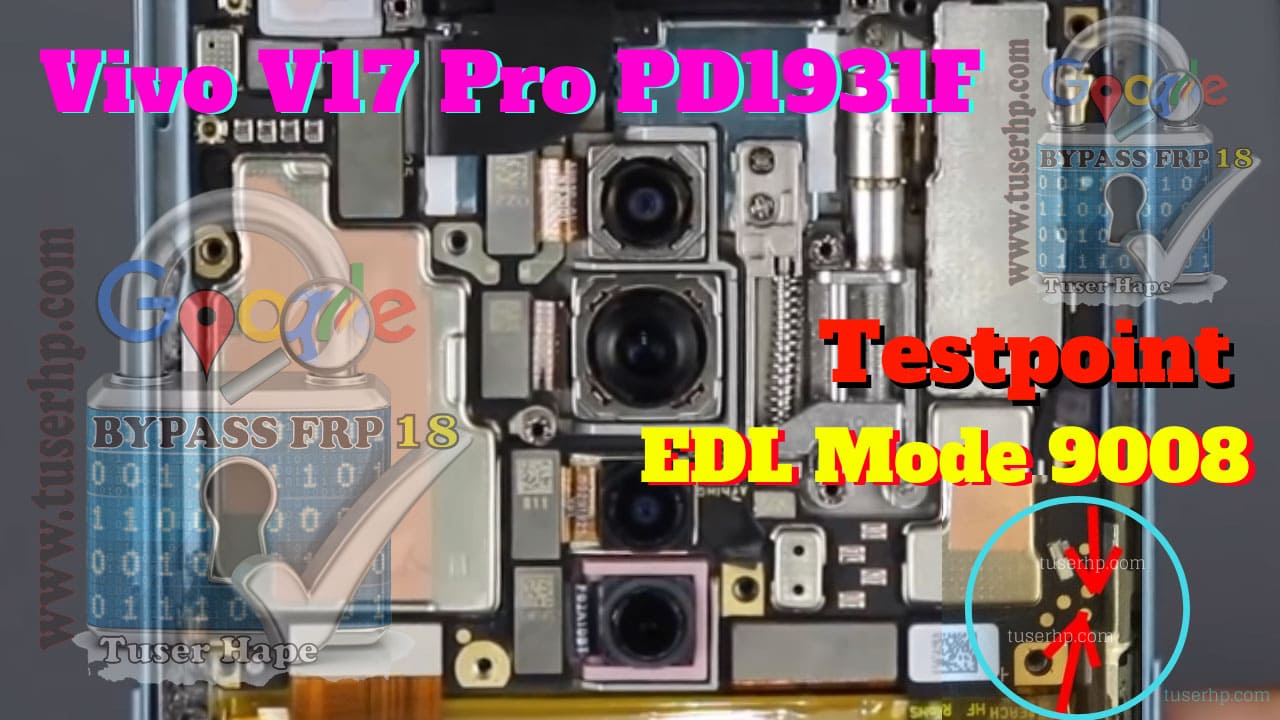 Vivo V17 Pro PD1931F
Google
BYPASS FRP 18
Tuser Hape
www.tuserhp.com
Google
BYPASS FRP 18
Tuser Hape
www.tuserhp.com
Testpoint
EDL Mode 9008
tuserhp.com
tuserhp.com
tuserhp.com